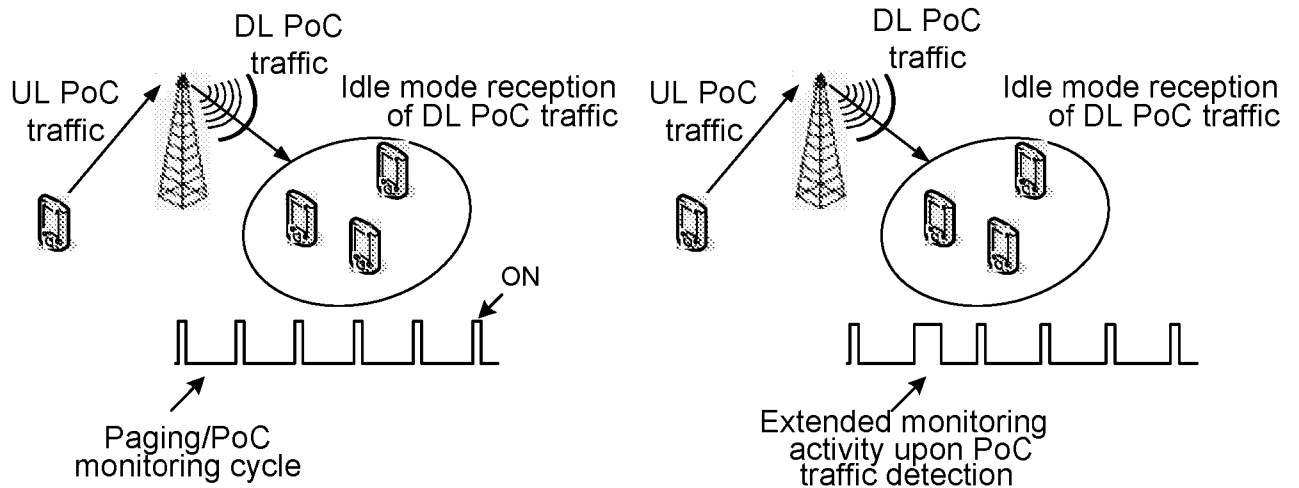 DL PoC
traffic
UL PoC
traffic
Idle mode reception
of DL PoC traffic
ON
Paging/PoC
monitoring cycle
DL PoC
traffic
UL PoC
traffic
Idle mode reception
of DL PoC traffic
Extended monitoring
activity upon PoC
traffic detection